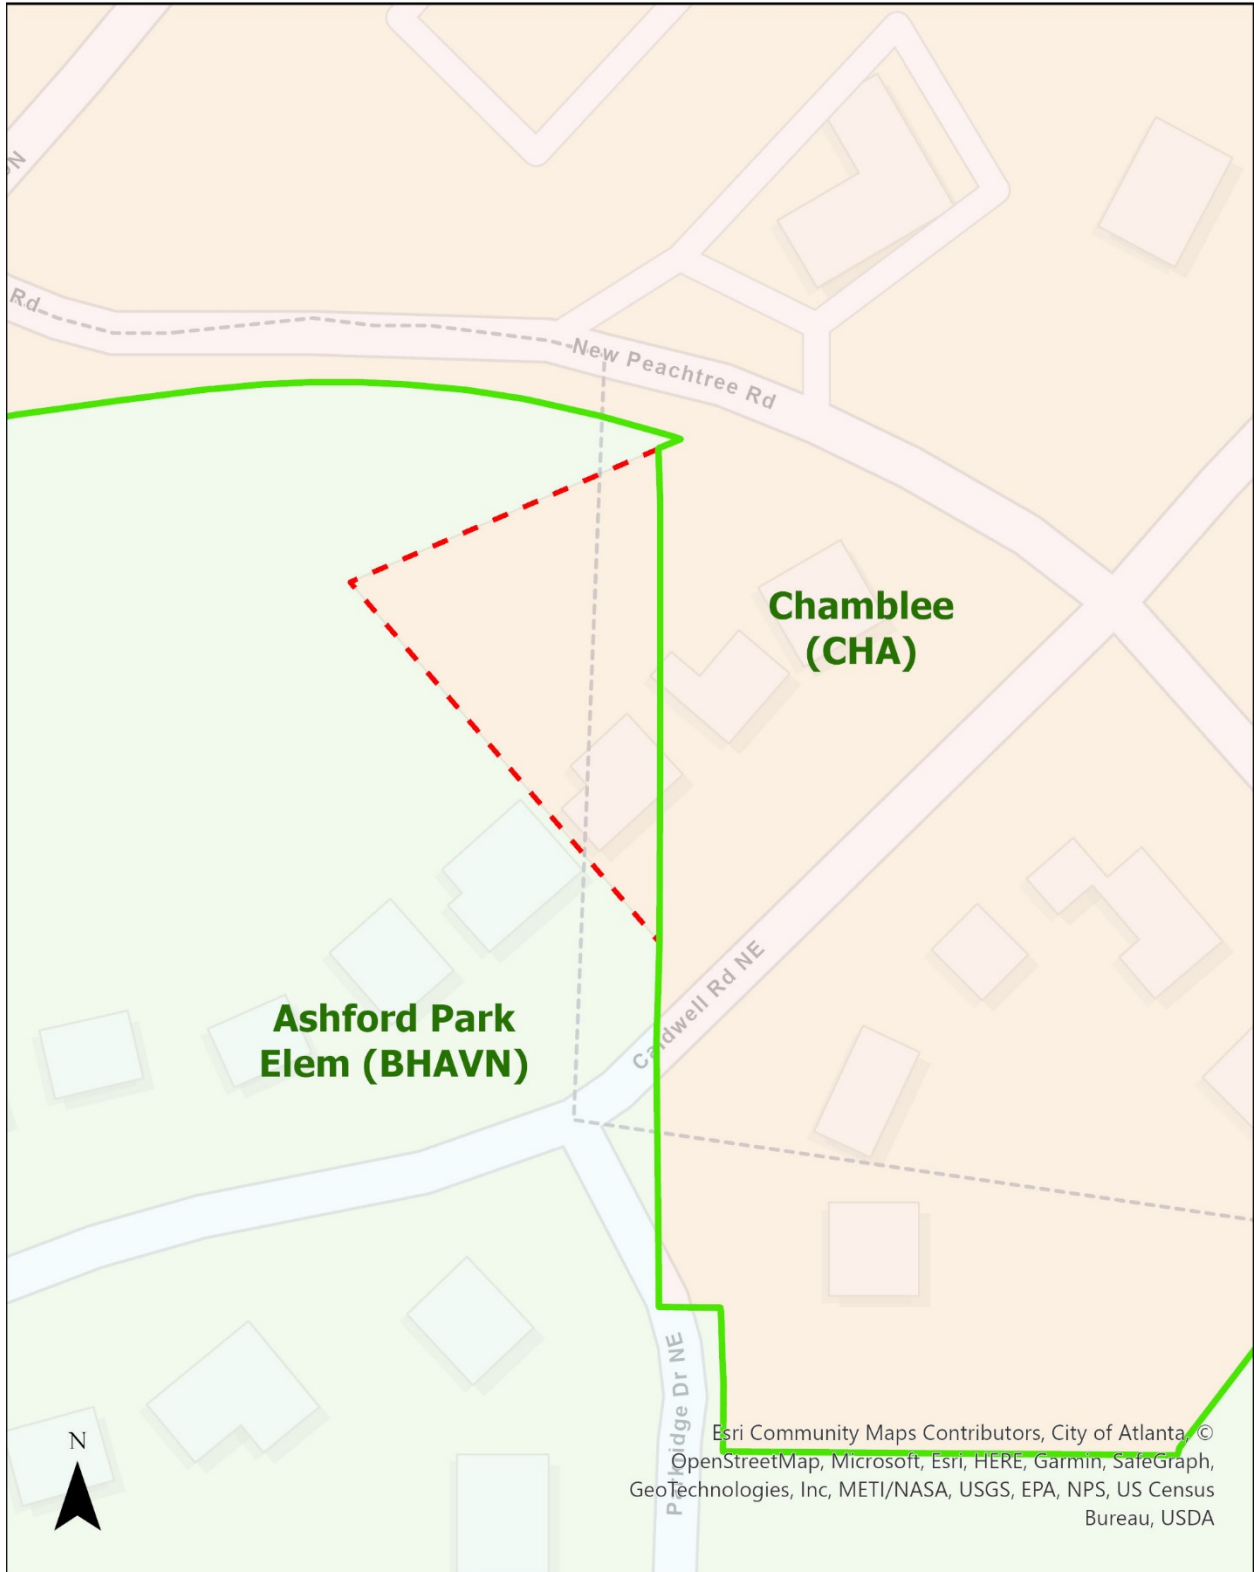 N
Rd
New Peachtree Rd
Chamblee
(CHA)
Caldwell Rd NE
Ashford Park
Elem (BHAVN)
Parkridge Dr NE
N
Esri Community Maps Contributors, City of Atlanta, ©
OpenStreetMap, Microsoft, Esri, HERE, Garmin, SafeGraph,
GeoTechnologies, Inc, METI/NASA, USGS, EPA, NPS, US Census
Bureau, USDA